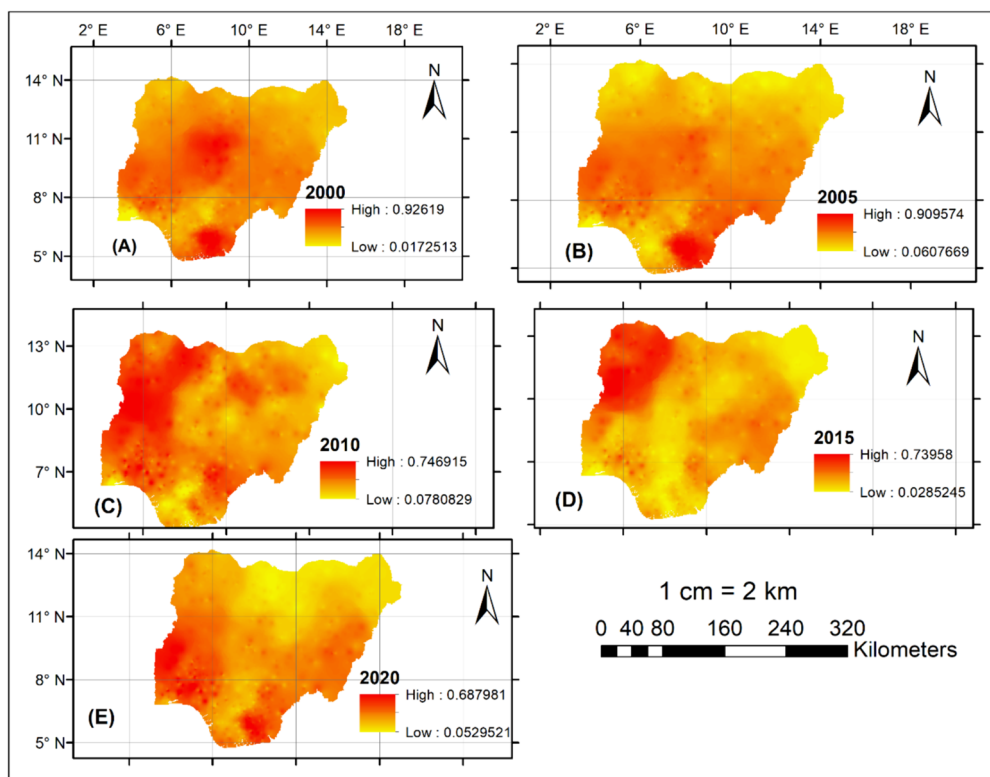 2° E 6° E 10° E 14° E 18° E
2° E 6° E 10° E 14° E 18° E
14° N
11° N
8° N
5° N
N
2000
High : 0.92619
Low : 0.0172513
(A)
N
2005
High : 0.909574
Low : 0.0607669
(B)
13° N
10° N
7° N
N
2010
High : 0.746915
Low : 0.0780829
(C)
N
2015
High : 0.73958
Low : 0.0285245
(D)
14° N
11° N
8° N
5° N
N
2020
High : 0.687981
Low : 0.0529521
(E)
1 cm = 2 km
0 40 80 160 240 320
Kilometers